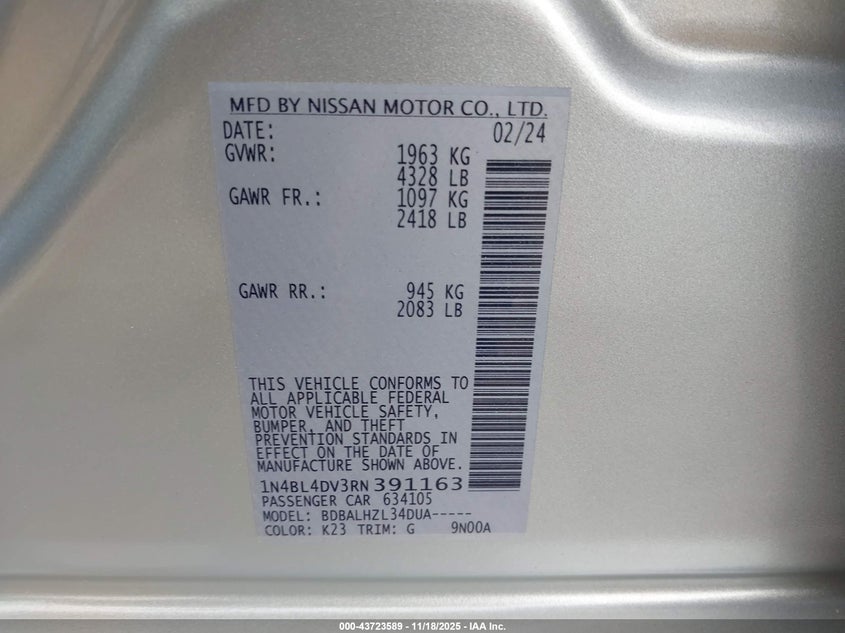 MFD BY NISSAN MOTOR CO., LTD.
DATE: 02/24
GVWR: 1963 KG
4328 LB
GAWR FR.: 1097 KG
2418 LB
GAWR RR.: 945 KG
2083 LB
THIS VEHICLE CONFORMS TO
ALL APPLICABLE FEDERAL
MOTOR VEHICLE SAFETY,
BUMPER, AND THEFT
PREVENTION STANDARDS IN
EFFECT ON THE DATE OF
MANUFACTURE SHOWN ABOVE.
1N4BL4DV3RN391163
PASSENGER CAR 634105
MODEL: BDBALHZL34DUA-----
COLOR: K23 TRIM: G 9N00A
000-43723589 - 11/18/2025 - IAA Inc.